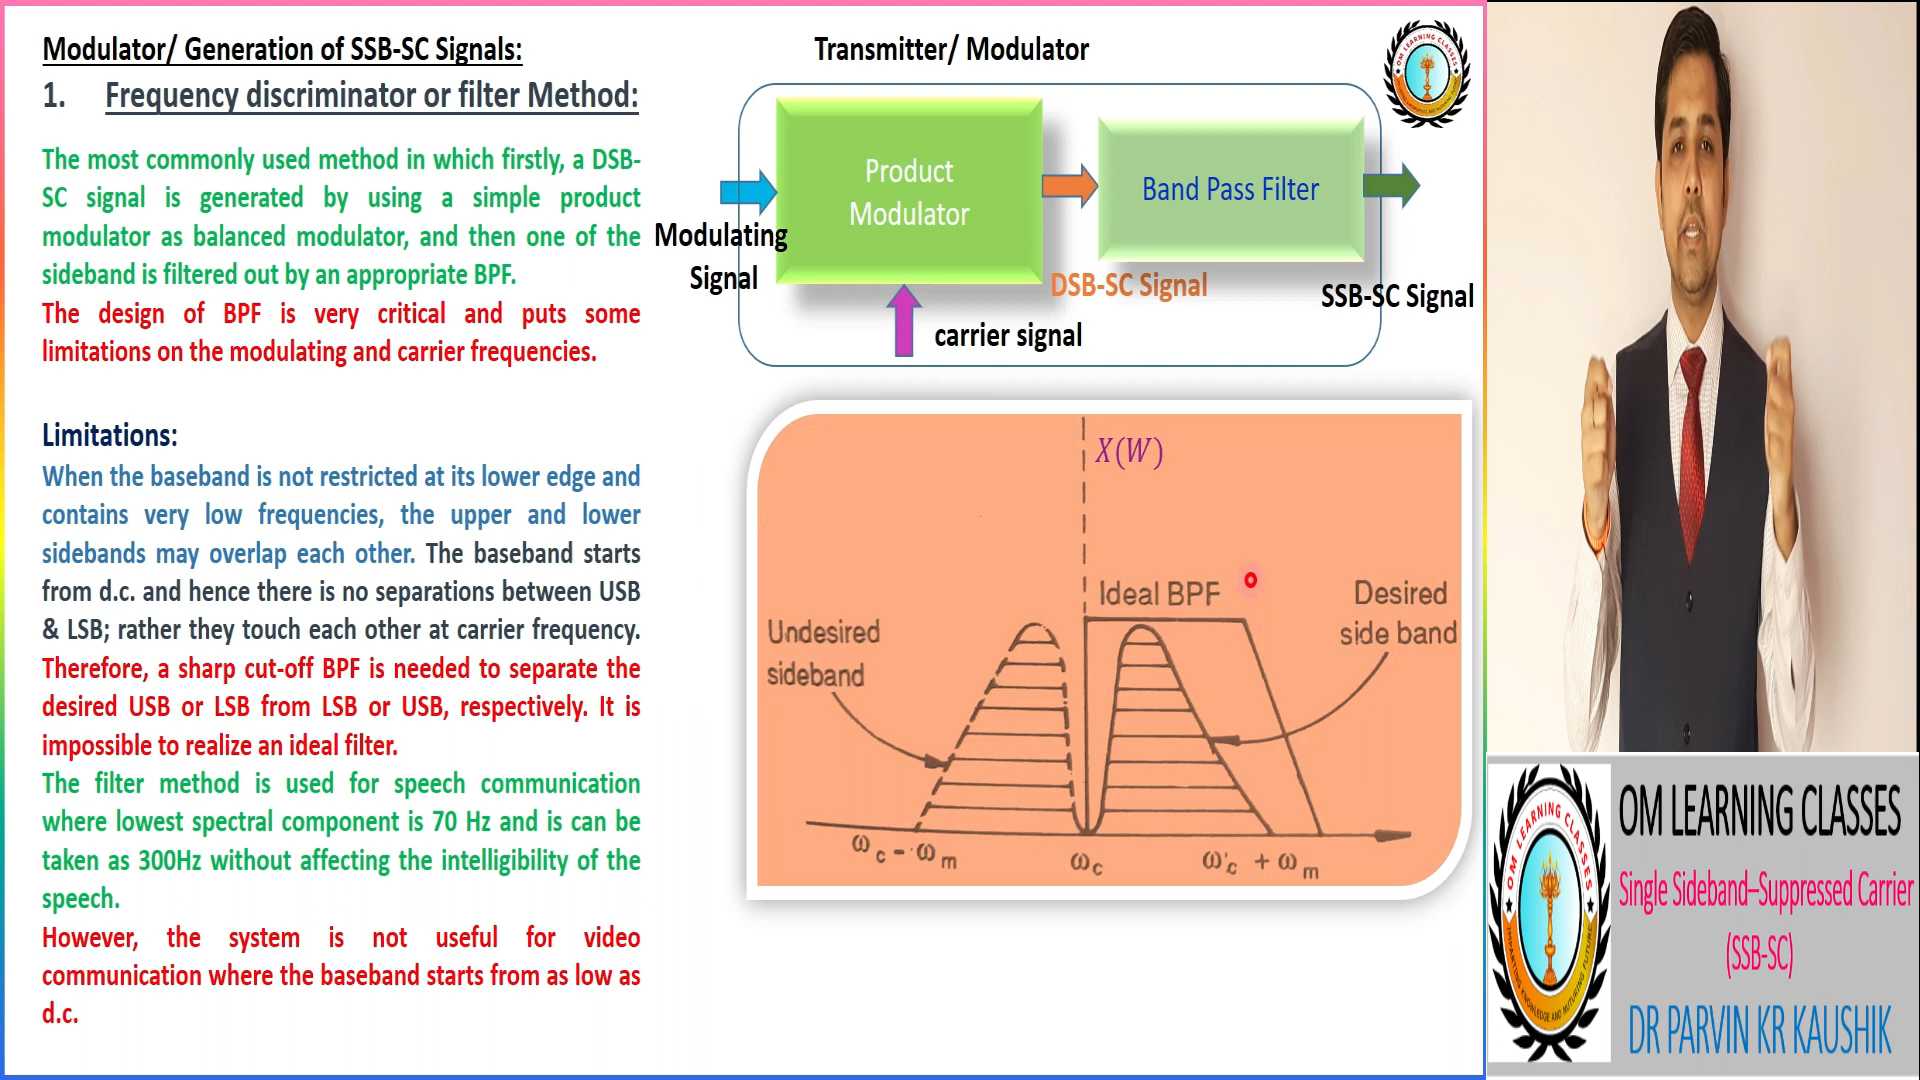 Modulator/ Generation of SSB-SC Signals:
1. Frequency discriminator or filter Method:
The most commonly used method in which firstly, a DSB-
SC signal is generated by using a simple product
modulator as balanced modulator, and then one of the
sideband is filtered out by an appropriate BPF.
The design of BPF is very critical and puts some
limitations on the modulating and carrier frequencies.
Limitations:
When the baseband is not restricted at its lower edge and
contains very low frequencies, the upper and lower
sidebands may overlap each other. The baseband starts
from d.c. and hence there is no separations between USB
& LSB; rather they touch each other at carrier frequency.
Therefore, a sharp cut-off BPF is needed to separate the
desired USB or LSB from LSB or USB, respectively. It is
impossible to realize an ideal filter.
The filter method is used for speech communication
where lowest spectral component is 70 Hz and is can be
taken as 300Hz without affecting the intelligibility of the
speech.
However, the system is not useful for video
communication where the baseband starts from as low as
d.c.
Transmitter/ Modulator
Product
Modulator
Band Pass Filter
Modulating
Signal
DSB-SC Signal
SSB-SC Signal
carrier signal
X(W)
Ideal BPF
Desired
side band
Undesired
sideband
ωc - ωm
ωc
ω'c + ωm
OM LEARNING CLASSES
OM LEARNING CLASSES
IMPARTING KNOWLEDGE AND NUTURING FUTURE
OM LEARNING CLASSES
Single Sideband–Suppressed Carrier
(SSB-SC)
DR PARVIN KR KAUSHIK